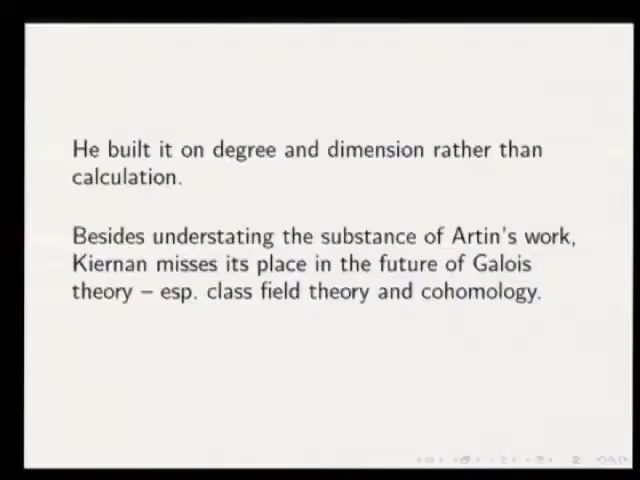 He built it on degree and dimension rather than
calculation.
Besides understating the substance of Artin's work,
Kiernan misses its place in the future of Galois
theory – esp. class field theory and cohomology.